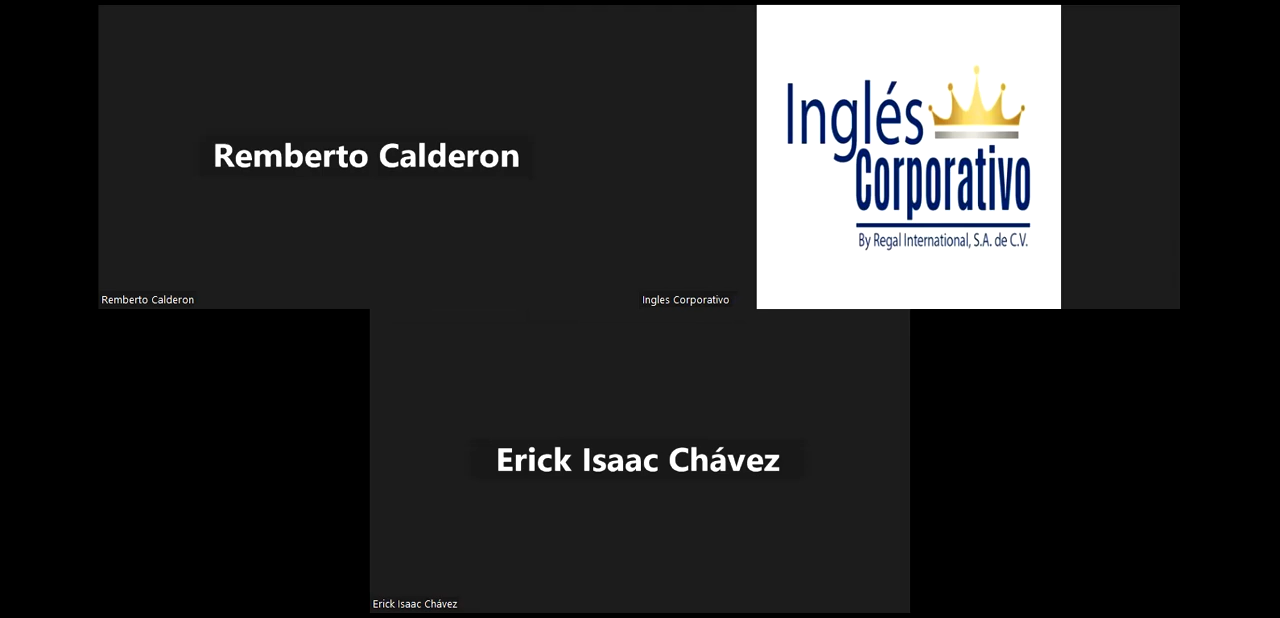 Remberto Calderon
Remberto Calderon
Inglés
Corporativo
By Regal International, S.A. de C.V.
Ingles Corporativo
Erick Isaac Chávez
Erick Isaac Chávez